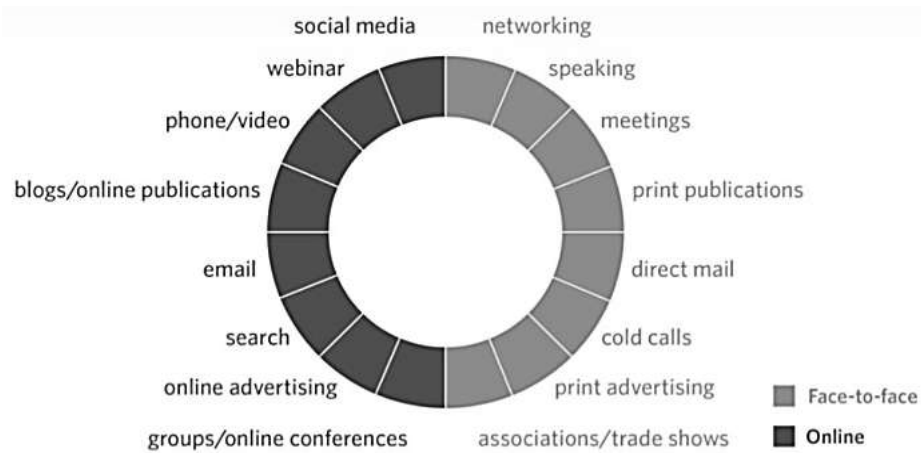 social media
networking
webinar
speaking
phone/video
meetings
blogs/online publications
print publications
email
direct mail
search
cold calls
online advertising
print advertising
groups/online conferences
associations/trade shows
Face-to-face
Online